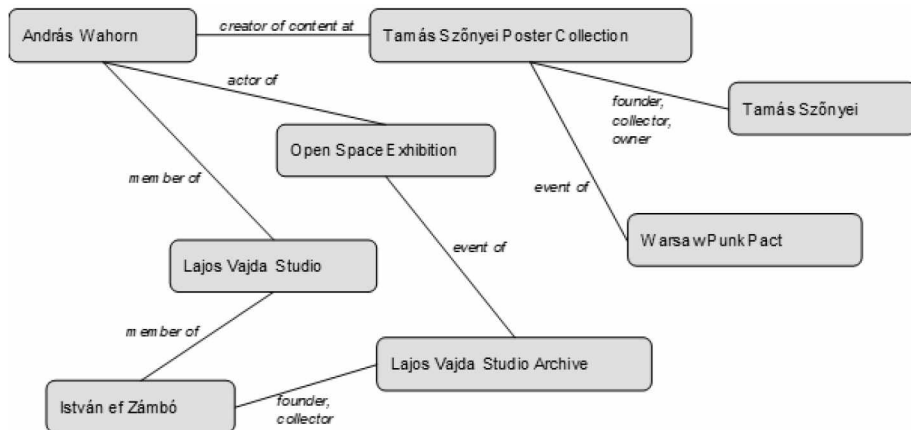 András Wahorn
creator of content at
Tamás Szőnyei Poster Collection
actor of
founder,
collector,
owner
Tamás Szőnyei
Open Space Exhibition
member of
event of
Warsaw Punk Pact
event of
Lajos Vajda Studio
member of
Lajos Vajda Studio Archive
István ef Zámbó
founder,
collector